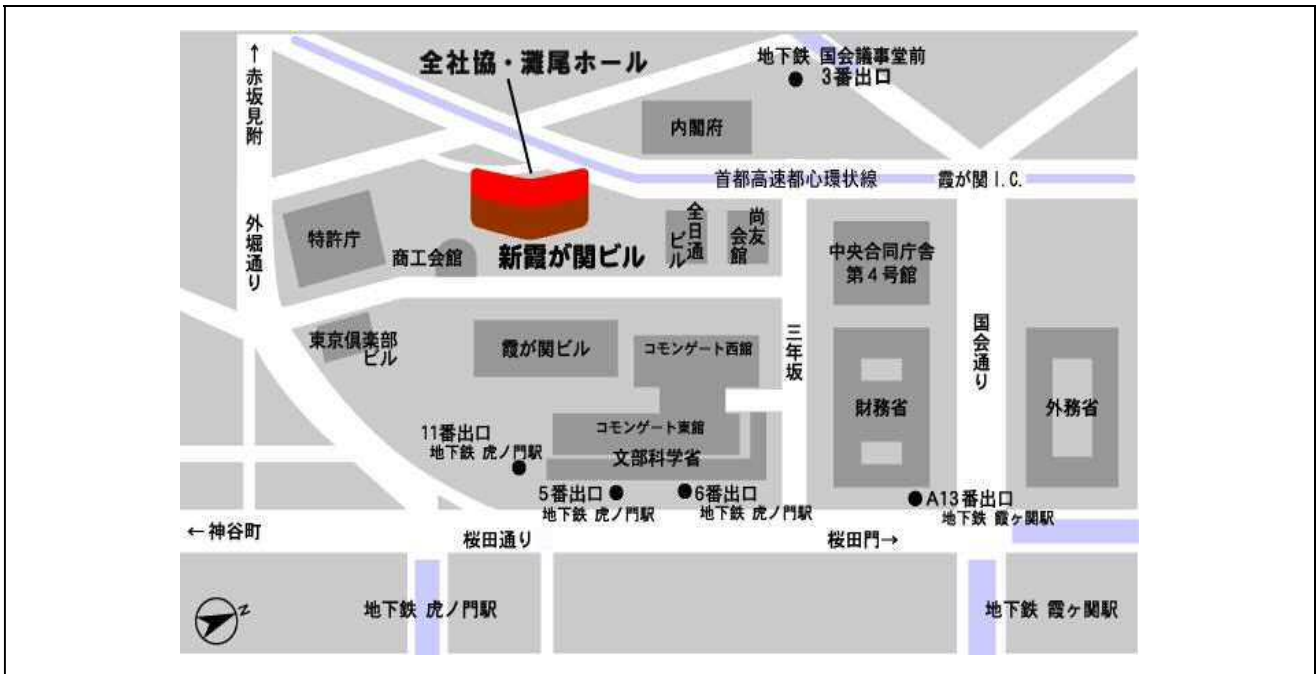 ↑赤坂見附
全社協・灘尾ホール
地下鉄 国会議事堂前
3番出口
内閣府
首都高速都心環状線
霞が関 I.C.
外堀通り
特許庁
商工会館
新霞が関ビル
全日通
ビル
尚友
会館
中央合同庁舎
第4号館
東京倶楽部
ビル
霞が関ビル
コモンゲート西館
三年坂
国会通り
財務省
外務省
コモンゲート東館
文部科学省
11番出口
地下鉄 虎ノ門駅
5番出口
地下鉄 虎ノ門駅
6番出口
地下鉄 虎ノ門駅
A13番出口
地下鉄 霞ヶ関駅
←神谷町
桜田通り
桜田門→
Z
地下鉄 虎ノ門駅
地下鉄 霞ヶ関駅